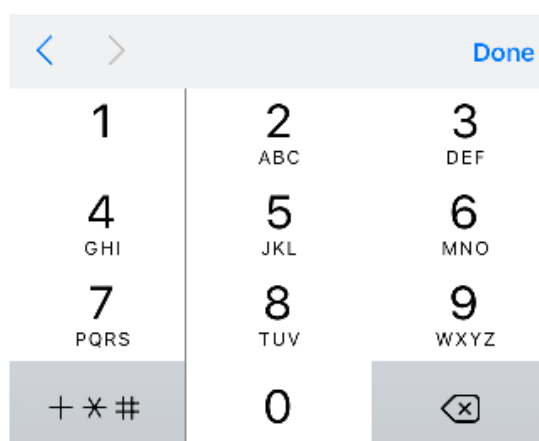 Done
1 2 3
ABC DEF
4 5 6
GHI JKL MNO
7 8 9
PQRS TUV WXYZ
+*# 0